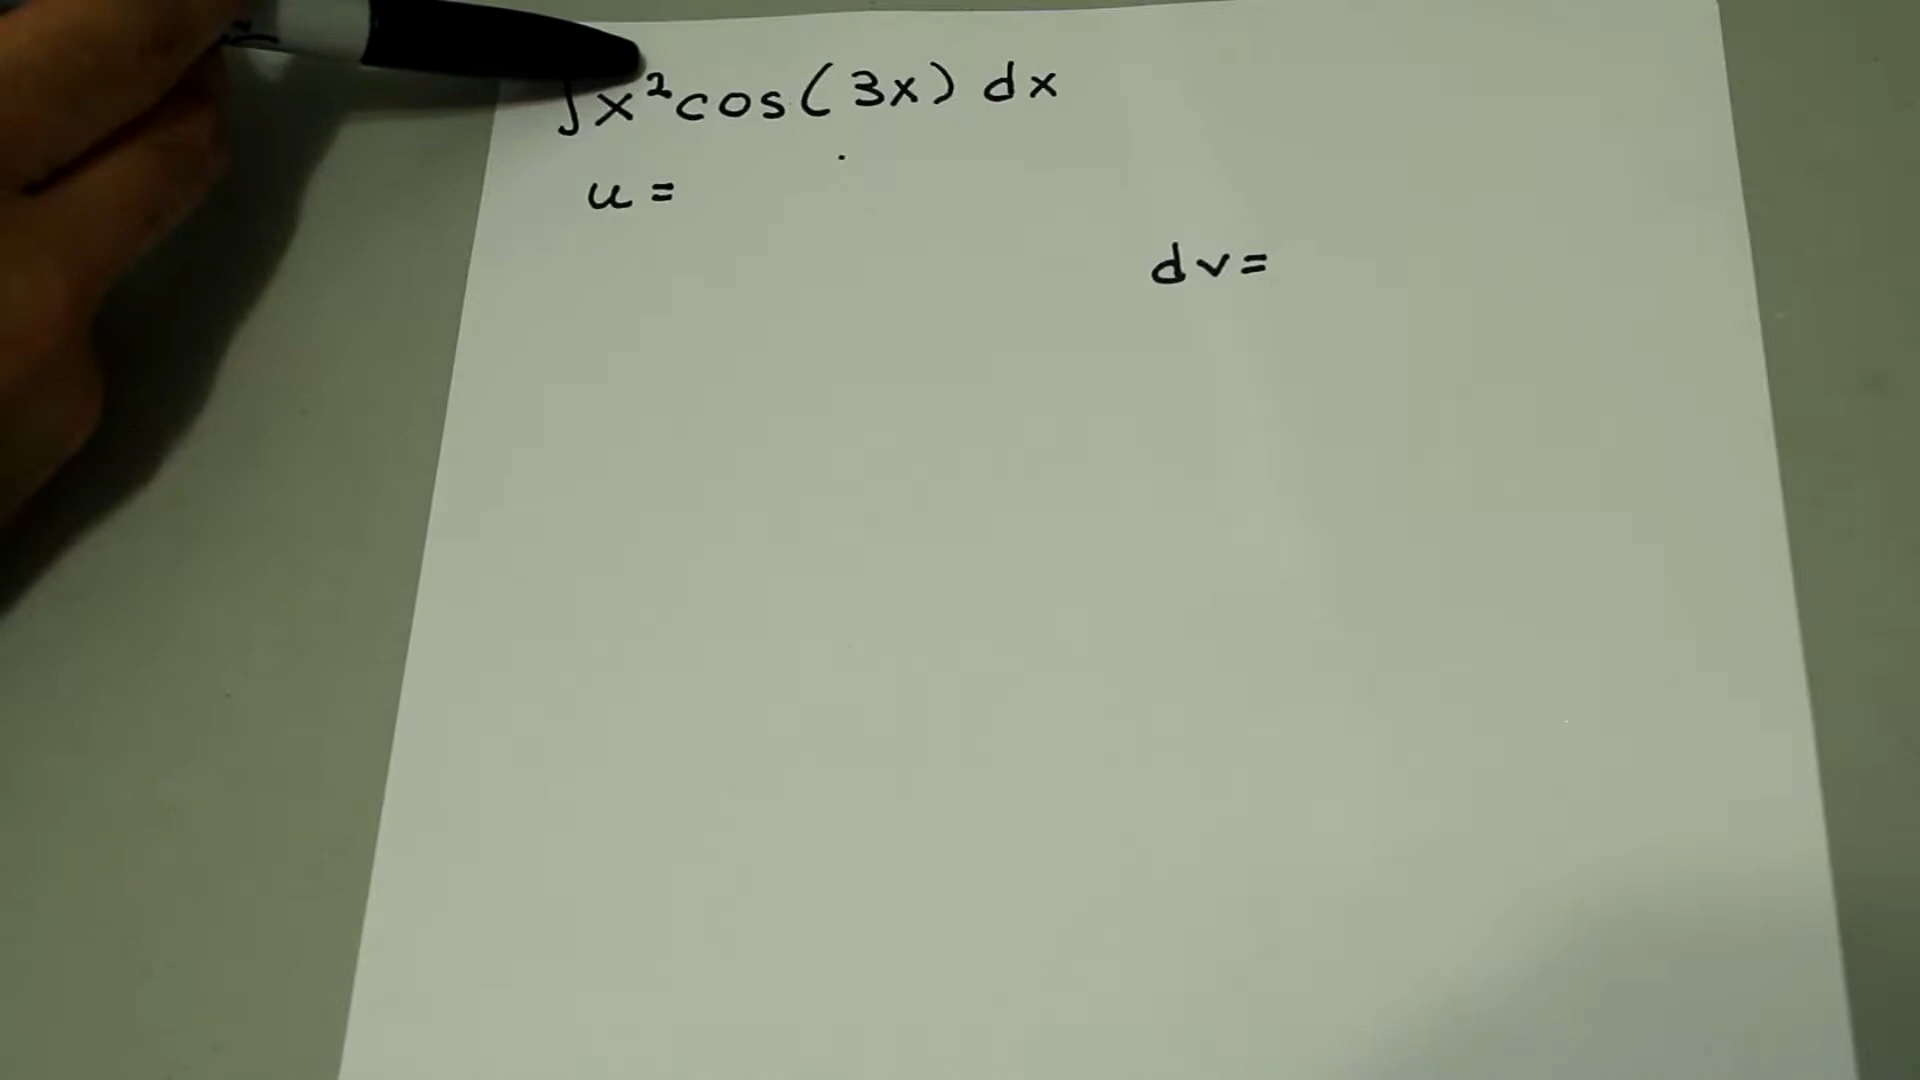 ∫x²cos(3x) dx
u =
dv=